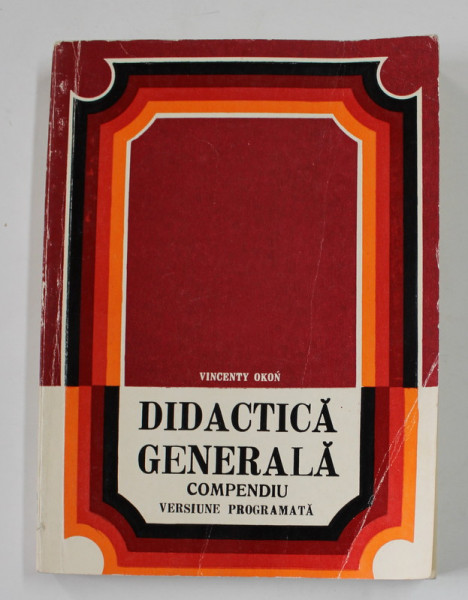 VINCENTY OKOŃ
DIDACTICĂ
GENERALĂ
COMPENDIU
VERSIUNE PROGRAMATĂ